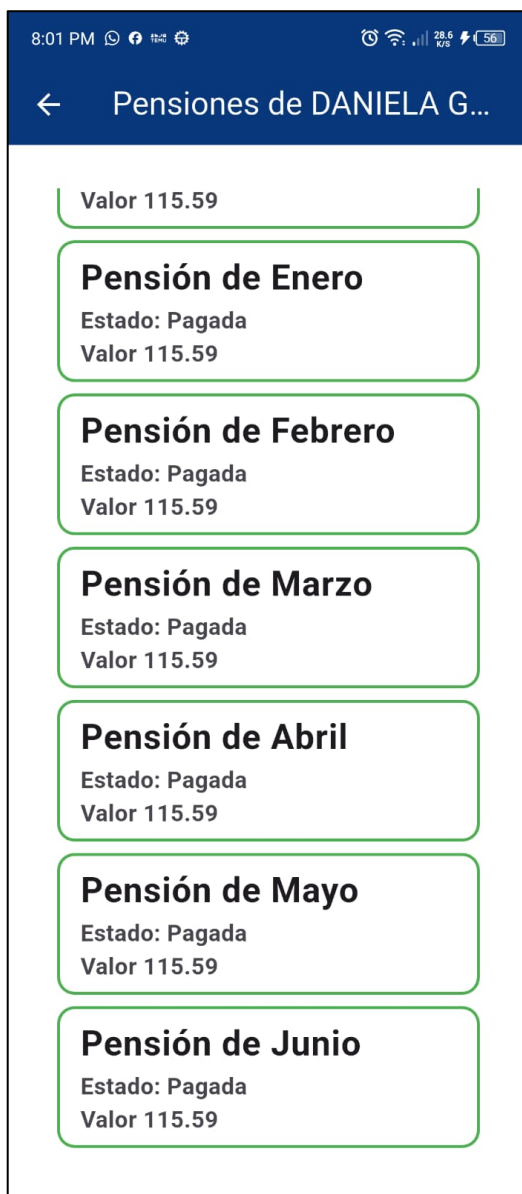 8:01 PM
28.6
K/S
56
Pensiones de DANIELA G...
Valor 115.59
Pensión de Enero
Estado: Pagada
Valor 115.59
Pensión de Febrero
Estado: Pagada
Valor 115.59
Pensión de Marzo
Estado: Pagada
Valor 115.59
Pensión de Abril
Estado: Pagada
Valor 115.59
Pensión de Mayo
Estado: Pagada
Valor 115.59
Pensión de Junio
Estado: Pagada
Valor 115.59